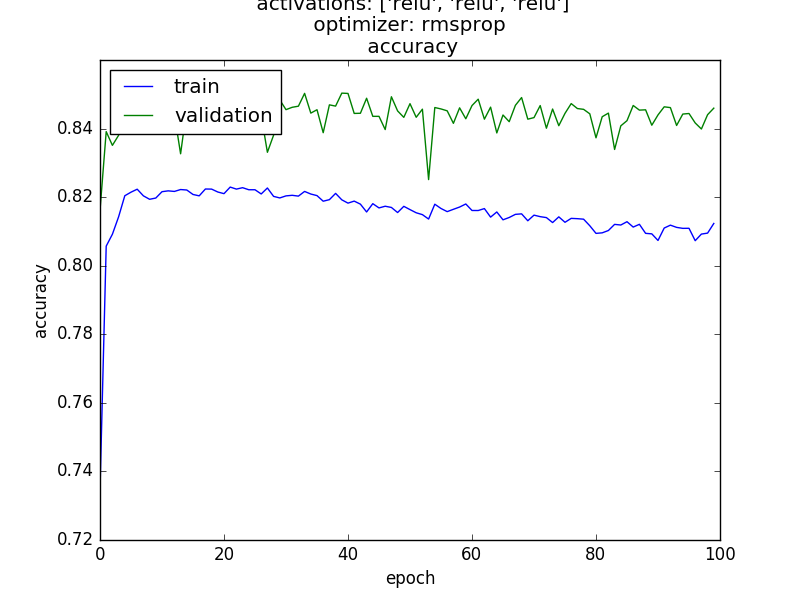 activations: ['relu', 'relu', 'relu']
optimizer: rmsprop
accuracy
train
validation
0.84
0.82
0.80
0.78
0.76
0.74
0.72
accuracy
0 20 40 60 80 100
epoch